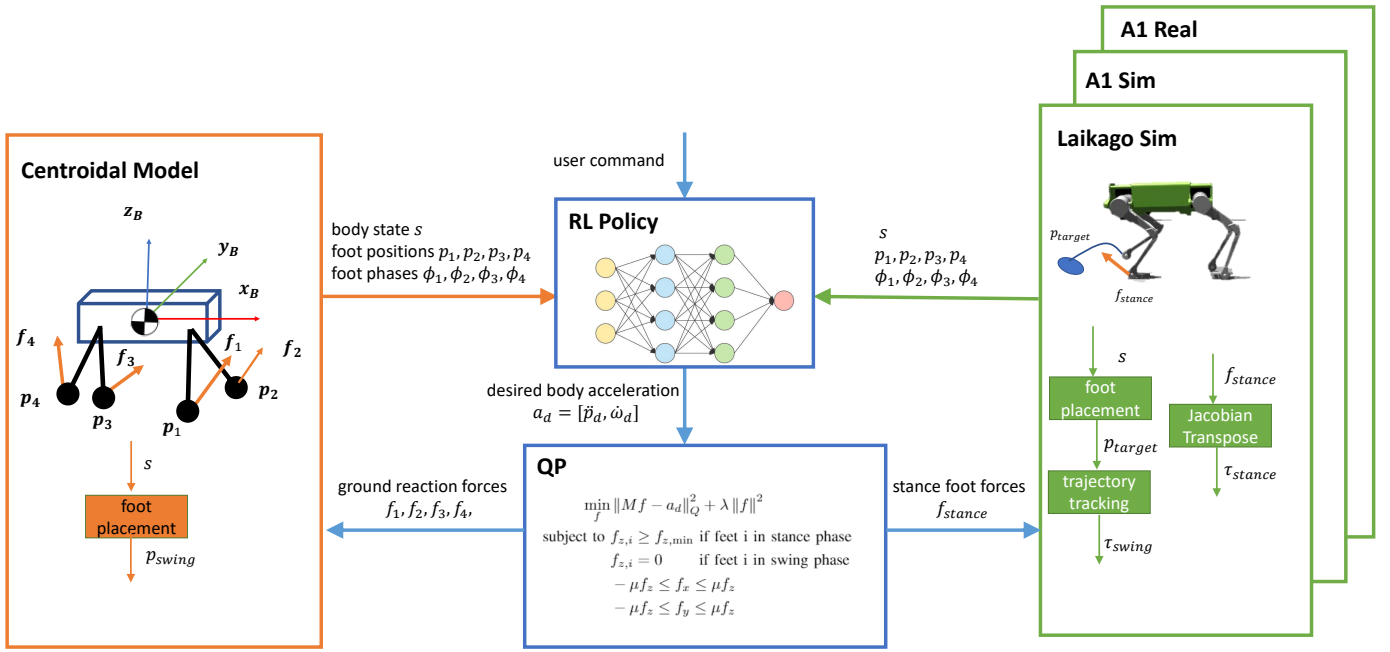 Centroidal Model
z_B
y_B
x_B
f_4
f_3
f_1
f_2
p_4
p_3
p_1
p_2
s
foot
placement
p_swing
body state s
foot positions p_1, p_2, p_3, p_4
foot phases ϕ_1, ϕ_2, ϕ_3, ϕ_4
user command
RL Policy
desired body acceleration
a_d = [p̈_d, ω̇_d]
ground reaction forces
f_1, f_2, f_3, f_4,
QP
min_f ‖Mf − a_d‖²_Q + λ ‖f‖²
subject to f_{z,i} ≥ f_{z,min} if feet i in stance phase
f_{z,i} = 0 if feet i in swing phase
− μf_z ≤ f_x ≤ μf_z
− μf_z ≤ f_y ≤ μf_z
stance foot forces
f_stance
s
p_1, p_2, p_3, p_4
ϕ_1, ϕ_2, ϕ_3, ϕ_4
A1 Real
A1 Sim
Laikago Sim
p_target
f_stance
s
foot
placement
p_target
trajectory
tracking
τ_swing
f_stance
Jacobian
Transpose
τ_stance